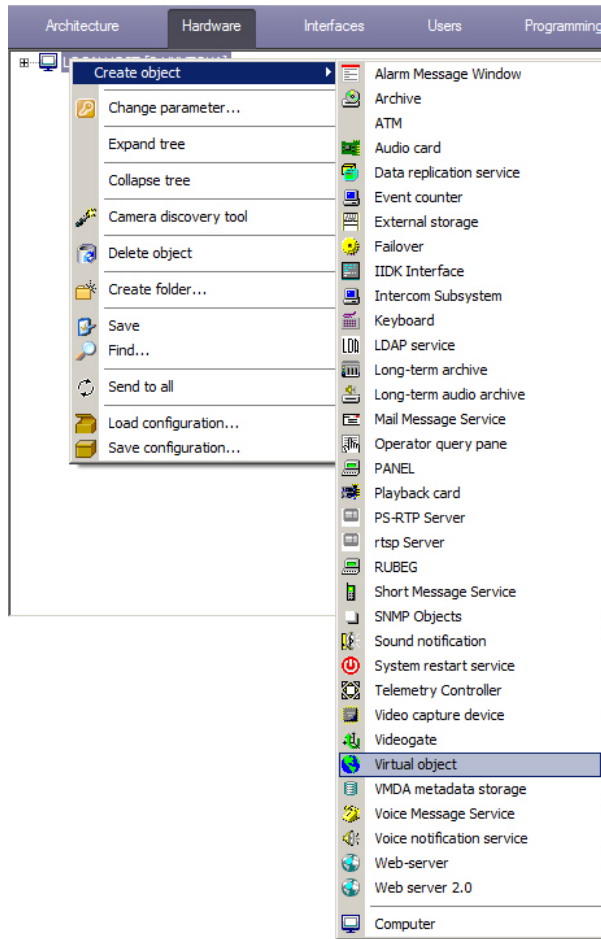 Architecture Hardware Interfaces Users Programming
Create object
Change parameter...
Expand tree
Collapse tree
Camera discovery tool
Delete object
Create folder...
Save
Find...
Send to all
Load configuration...
Save configuration...
Alarm Message Window
Archive
ATM
Audio card
Data replication service
Event counter
External storage
Failover
IIDK Interface
Intercom Subsystem
Keyboard
LDAP service
Long-term archive
Long-term audio archive
Mail Message Service
Operator query pane
PANEL
Playback card
PS-RTP Server
rtsp Server
RUBEG
Short Message Service
SNMP Objects
Sound notification
System restart service
Telemetry Controller
Video capture device
Videogate
Virtual object
VMDA metadata storage
Voice Message Service
Voice notification service
Web-server
Web server 2.0
Computer